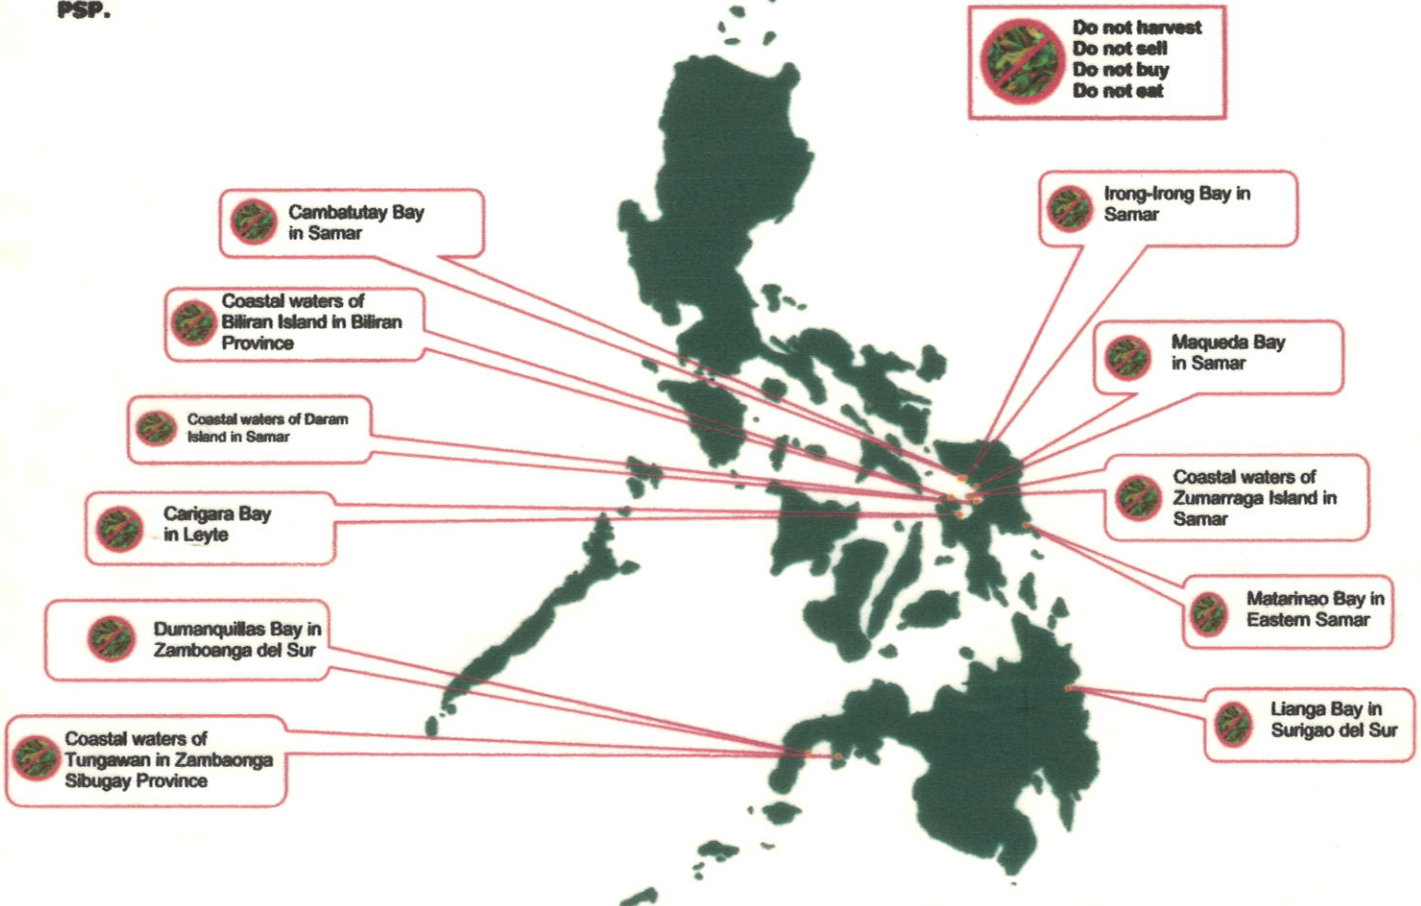 PSP.
Do not harvest
Do not sell
Do not buy
Do not eat
Cambatutay Bay
in Samar
Irong-Irong Bay in
Samar
Coastal waters of
Biliran Island in Biliran
Province
Maqueda Bay
in Samar
Coastal waters of Daram
Island in Samar
Coastal waters of
Zumarraga Island in
Samar
Carigara Bay
in Leyte
Matarinao Bay in
Eastern Samar
Dumanquillas Bay in
Zamboanga del Sur
Lianga Bay in
Surigao del Sur
Coastal waters of
Tungawan in Zambaonga
Sibugay Province